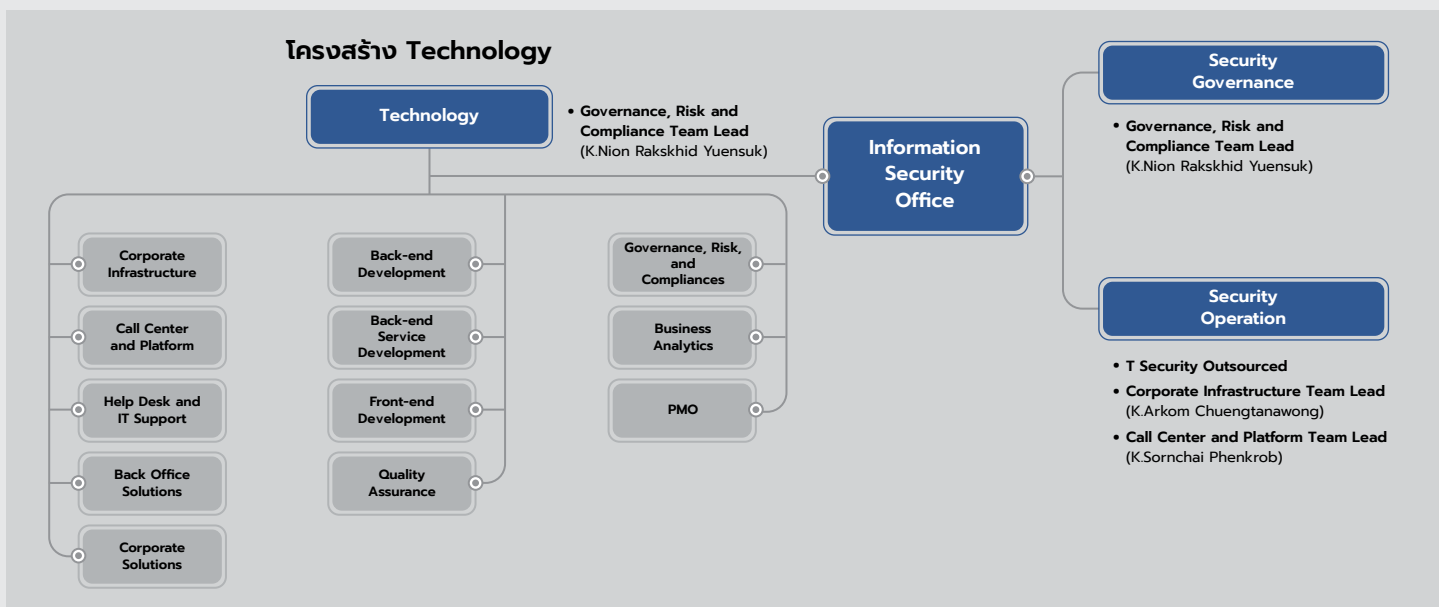 โครงสร้าง Technology
Technology
• Governance, Risk and
Compliance Team Lead
(K.Nion Rakskhid Yuensuk)
Information
Security
Office
Security
Governance
• Governance, Risk and
Compliance Team Lead
(K.Nion Rakskhid Yuensuk)
Security
Operation
• T Security Outsourced
• Corporate Infrastructure Team Lead
(K.Arkom Chuengtanawong)
• Call Center and Platform Team Lead
(K.Sornchai Phenkrob)
Corporate
Infrastructure
Call Center
and Platform
Help Desk and
IT Support
Back Office
Solutions
Corporate
Solutions
Back-end
Development
Back-end
Service
Development
Front-end
Development
Quality
Assurance
Governance, Risk,
and
Compliances
Business
Analytics
PMO